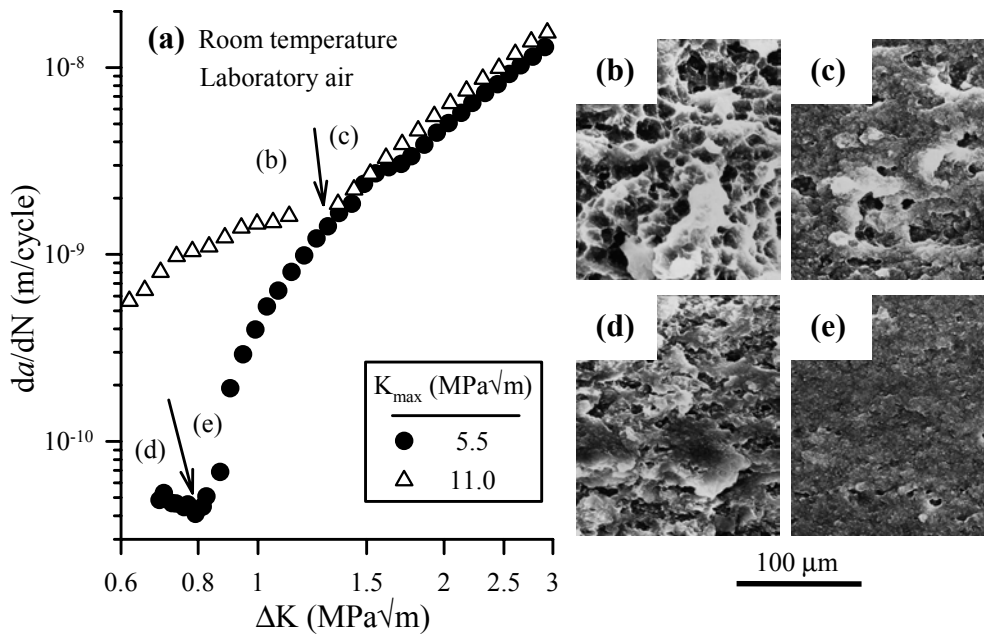 (a) Room temperature
Laboratory air
(b)
(c)
(d)
(e)
10⁻⁸
10⁻⁹
10⁻¹⁰
da/dN (m/cycle)
K_max (MPa√m)
5.5
11.0
0.6 0.8 1 1.5 2 2.5 3
ΔK (MPa√m)
(b)
(c)
(d)
(e)
100 μm